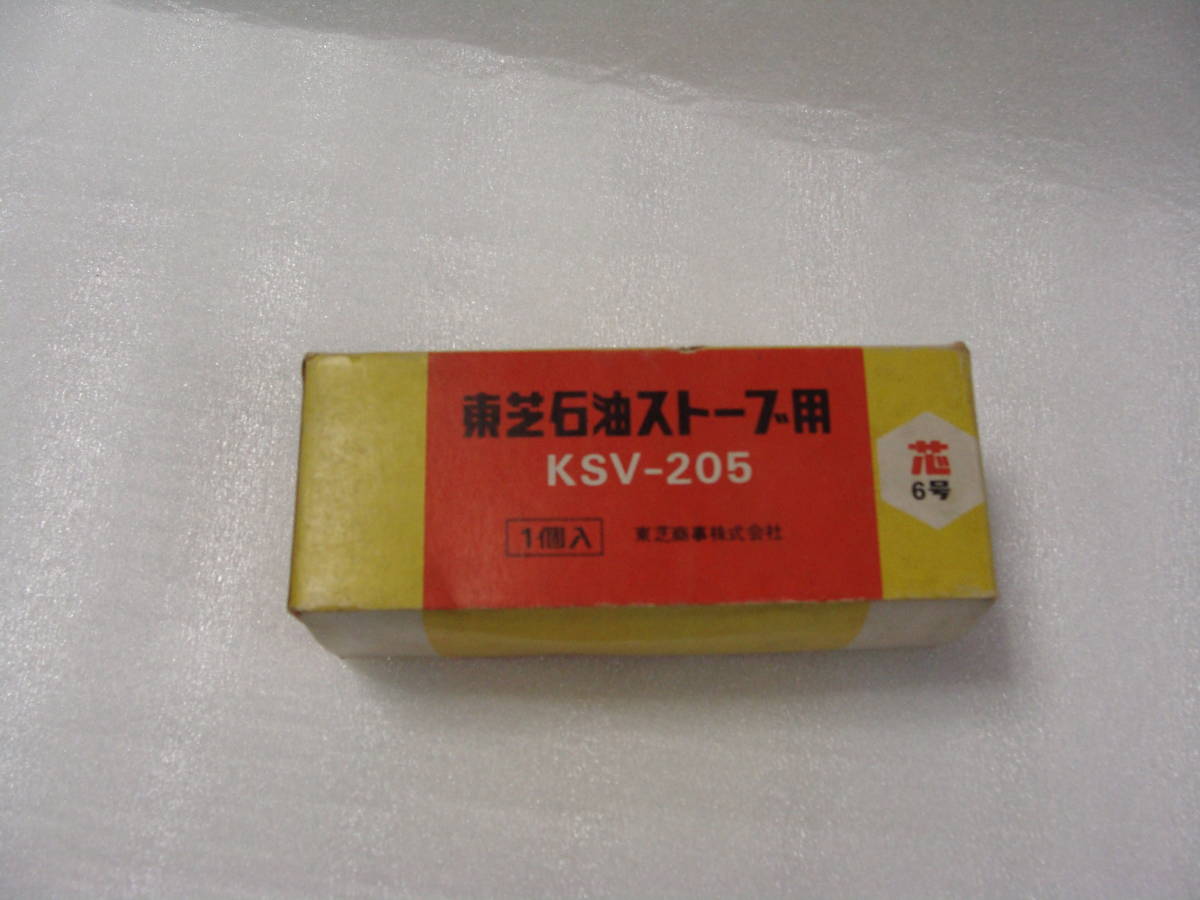 東芝石油ストーブ用
KSV-205
1個入
東芝商事株式会社
芯
6号